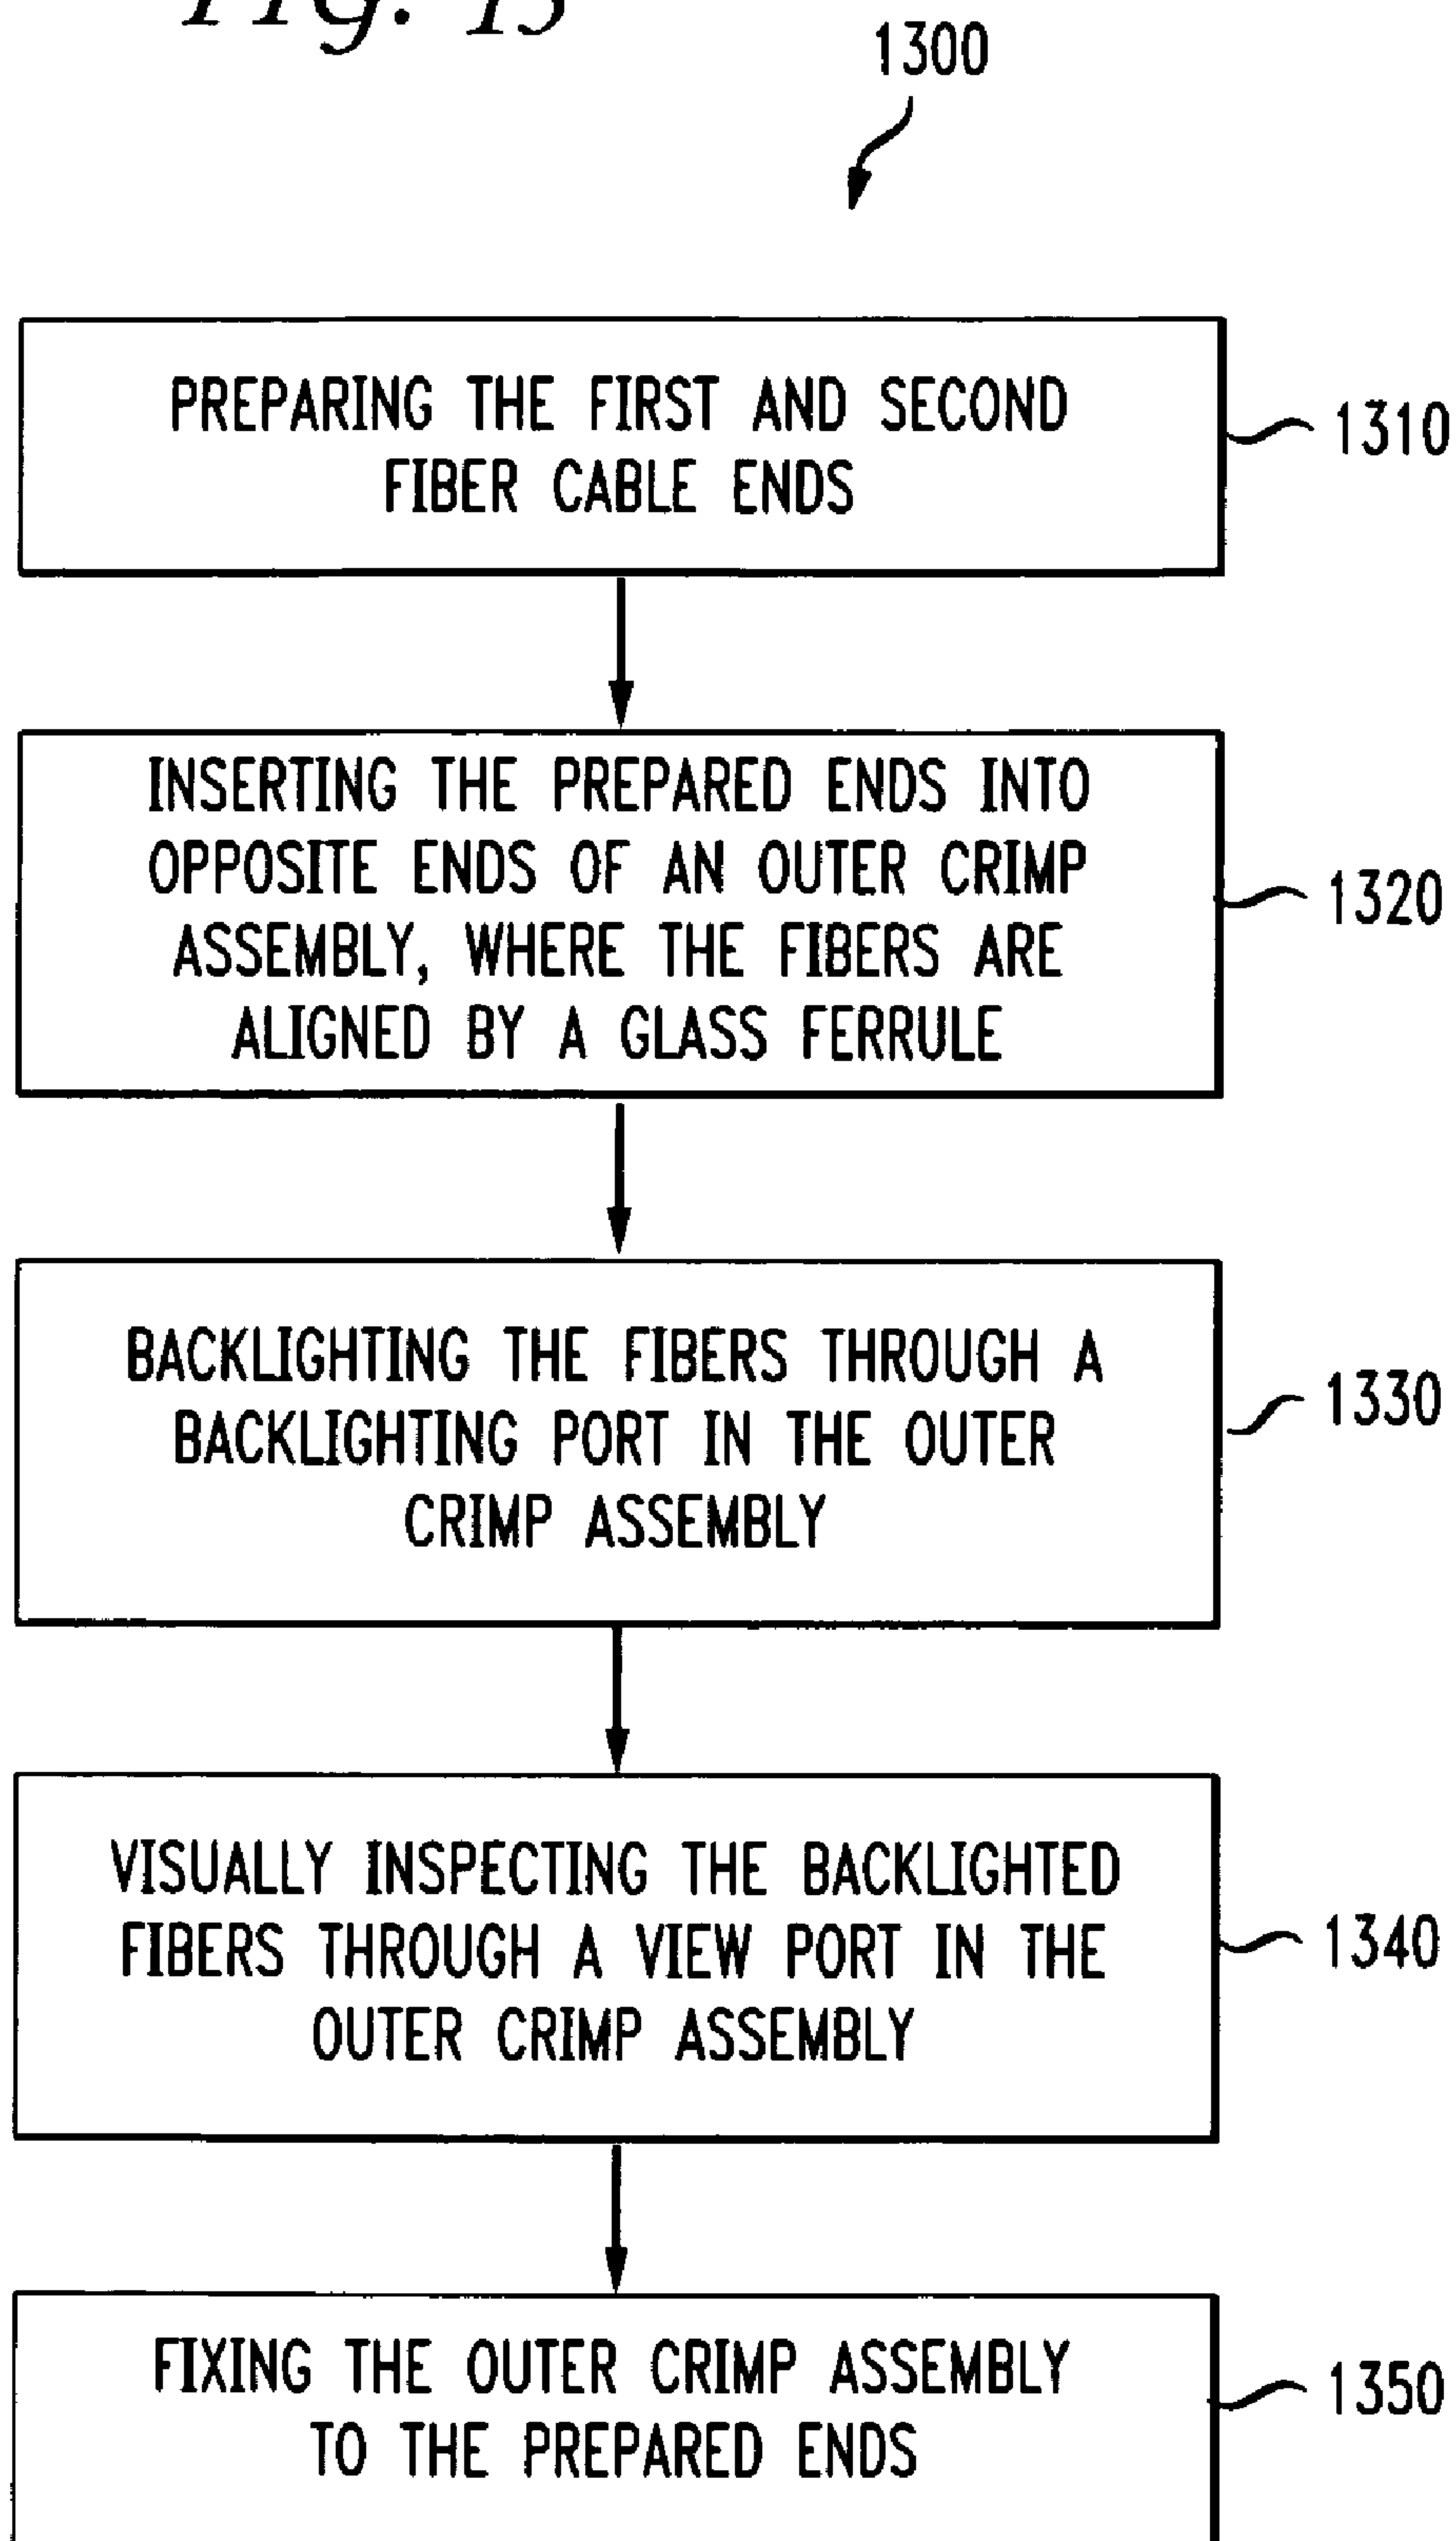 FIG. 13
1300
PREPARING THE FIRST AND SECOND
FIBER CABLE ENDS
1310
INSERTING THE PREPARED ENDS INTO
OPPOSITE ENDS OF AN OUTER CRIMP
ASSEMBLY, WHERE THE FIBERS ARE
ALIGNED BY A GLASS FERRULE
1320
BACKLIGHTING THE FIBERS THROUGH A
BACKLIGHTING PORT IN THE OUTER
CRIMP ASSEMBLY
1330
VISUALLY INSPECTING THE BACKLIGHTED
FIBERS THROUGH A VIEW PORT IN THE
OUTER CRIMP ASSEMBLY
1340
FIXING THE OUTER CRIMP ASSEMBLY
TO THE PREPARED ENDS
1350